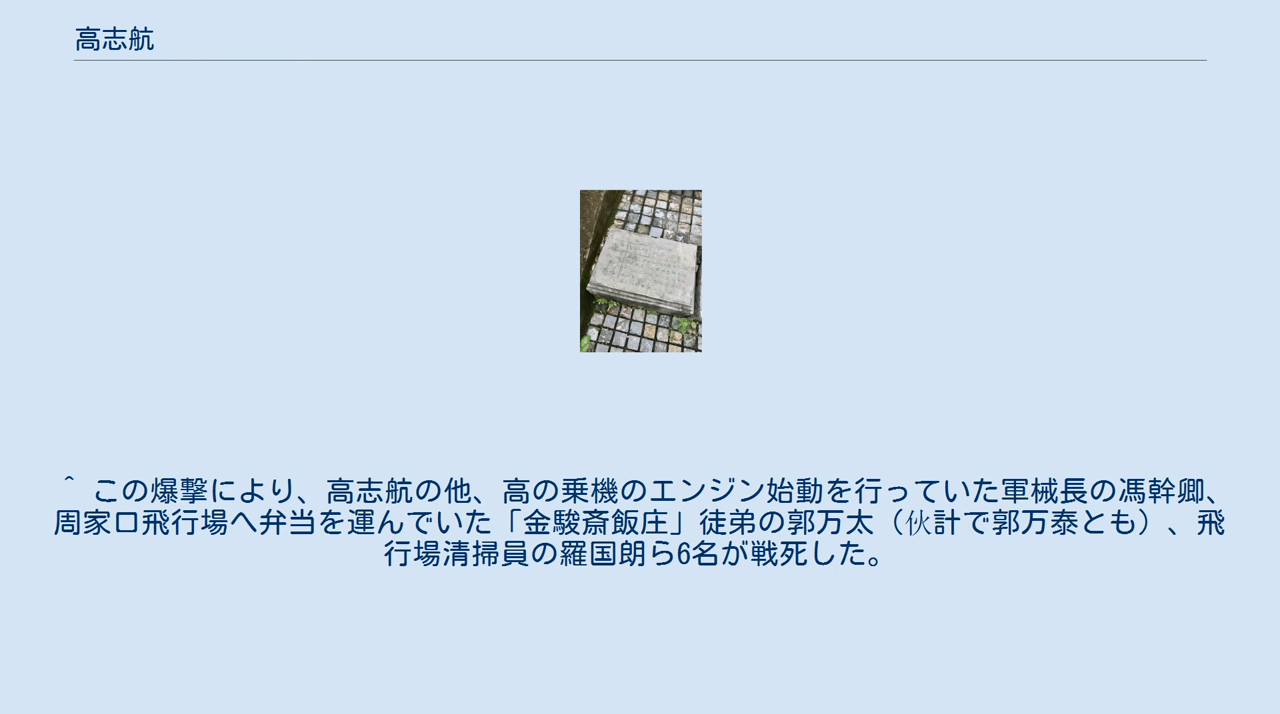 高志航
^ この爆撃により、高志航の他、高の乗機のエンジン始動を行っていた軍械長の馮幹卿、
周家口飛行場へ弁当を運んでいた「金駿斎飯庄」徒弟の郭万太（伙計で郭万泰とも）、飛
行場清掃員の羅国朗ら6名が戦死した。